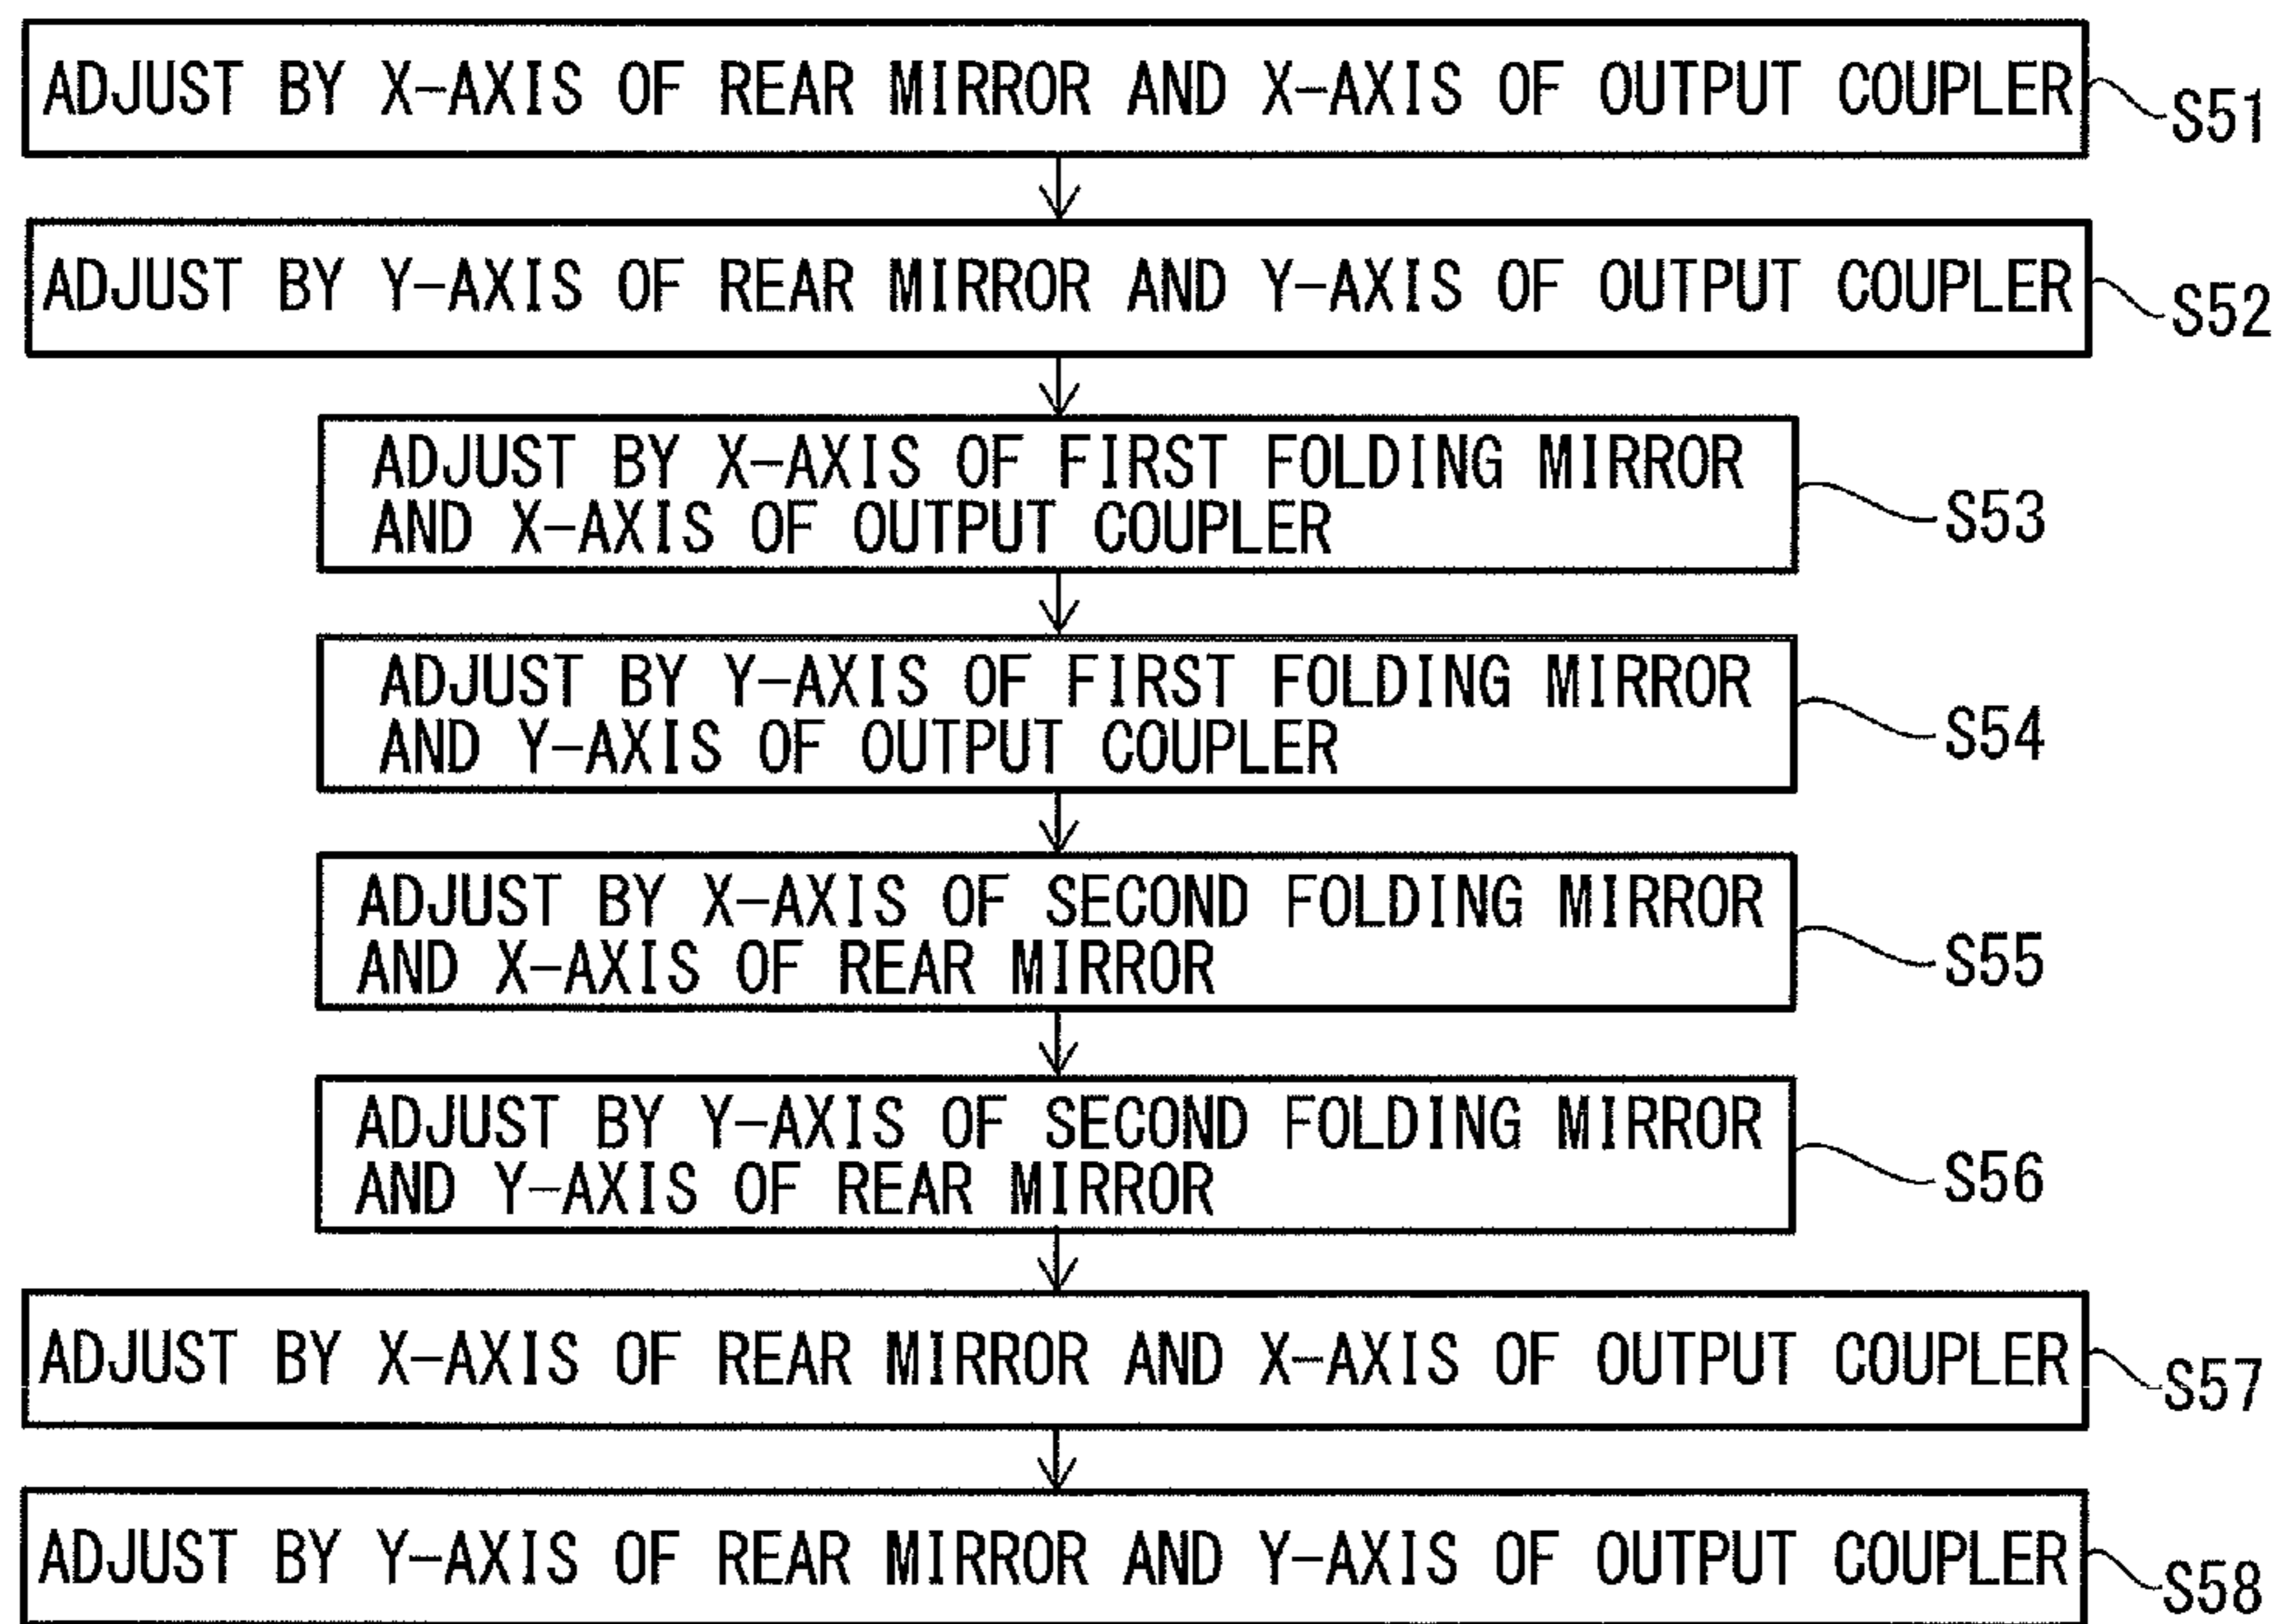 ADJUST BY X-AXIS OF REAR MIRROR AND X-AXIS OF OUTPUT COUPLER
S51
ADJUST BY Y-AXIS OF REAR MIRROR AND Y-AXIS OF OUTPUT COUPLER
S52
ADJUST BY X-AXIS OF FIRST FOLDING MIRROR
AND X-AXIS OF OUTPUT COUPLER
S53
ADJUST BY Y-AXIS OF FIRST FOLDING MIRROR
AND Y-AXIS OF OUTPUT COUPLER
S54
ADJUST BY X-AXIS OF SECOND FOLDING MIRROR
AND X-AXIS OF REAR MIRROR
S55
ADJUST BY Y-AXIS OF SECOND FOLDING MIRROR
AND Y-AXIS OF REAR MIRROR
S56
ADJUST BY X-AXIS OF REAR MIRROR AND X-AXIS OF OUTPUT COUPLER
S57
ADJUST BY Y-AXIS OF REAR MIRROR AND Y-AXIS OF OUTPUT COUPLER
S58